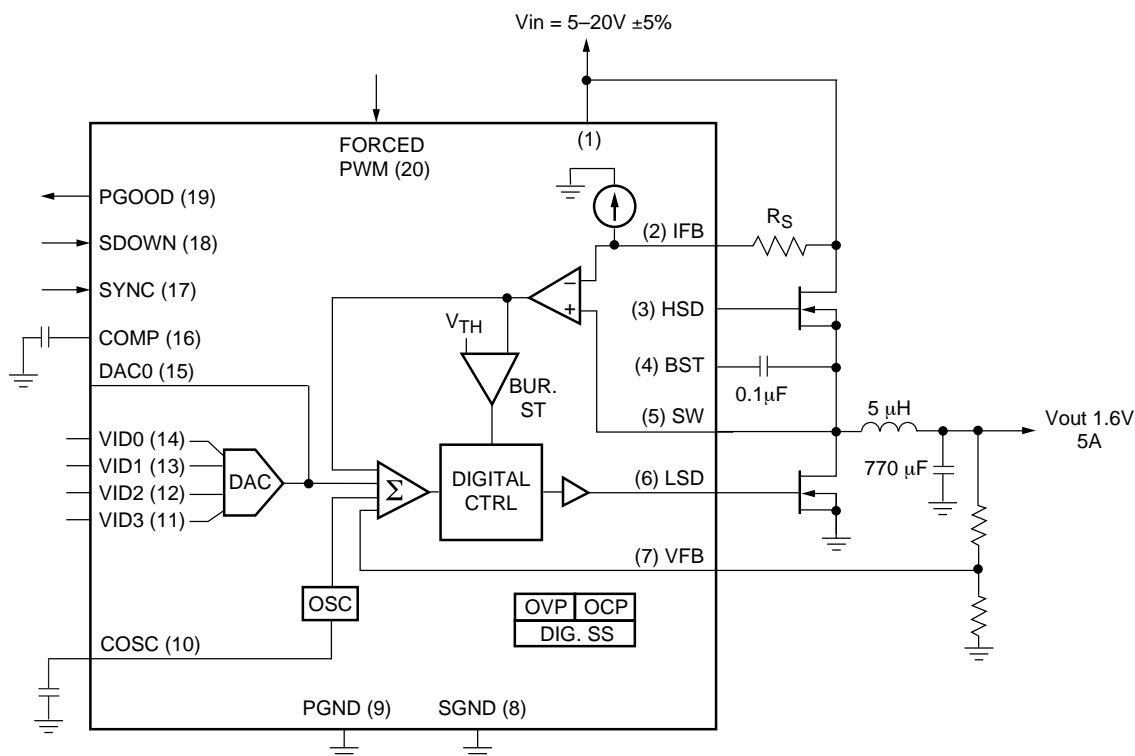 Vin = 5–20V ±5%
FORCED
PWM (20)
(1)
PGOOD (19)
SDOWN (18)
SYNC (17)
COMP (16)
DAC0 (15)
VID0 (14)
VID1 (13)
VID2 (12)
VID3 (11)
DAC
(2) IFB
RS
−
+
(3) HSD
VTH
BUR.
ST
(4) BST
0.1µF
(5) SW
5 µH
Vout 1.6V
5A
770 µF
(6) LSD
Σ
DIGITAL
CTRL
(7) VFB
OSC
OVP
OCP
DIG. SS
COSC (10)
PGND (9)
SGND (8)